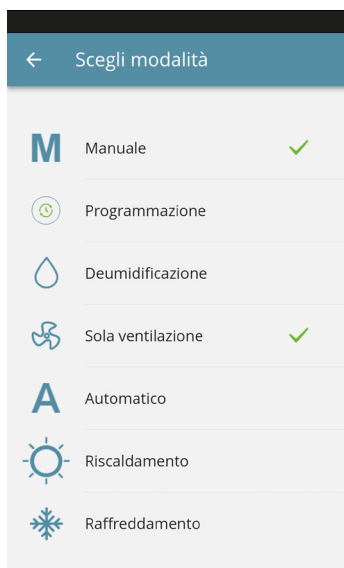 Scegli modalità
M Manuale
Programmazione
Deumidificazione
Sola ventilazione
A Automatico
Riscaldamento
Raffreddamento